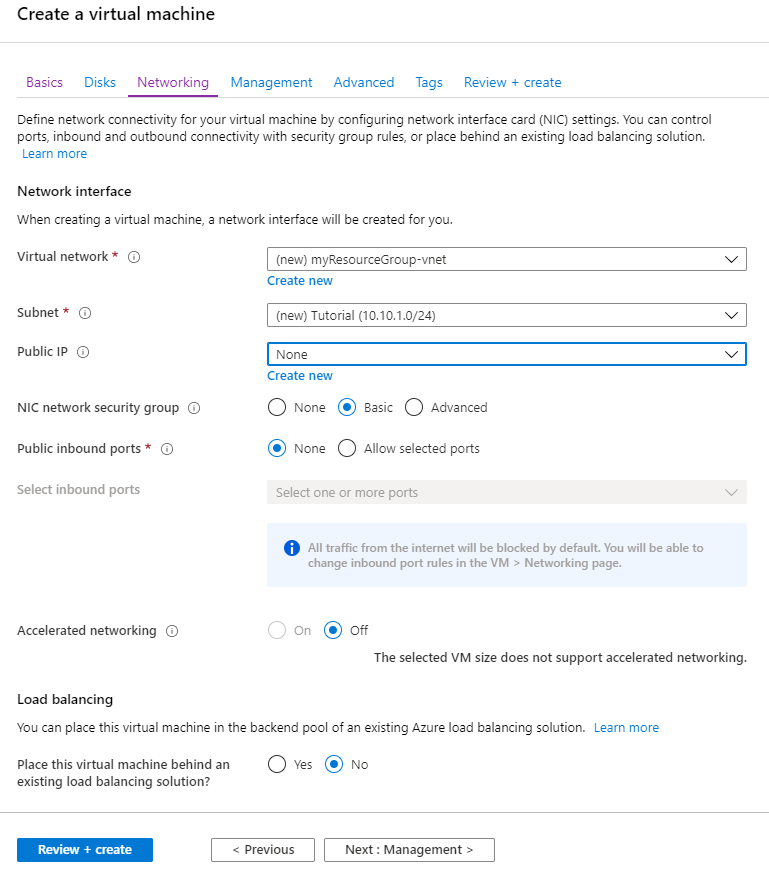 Create a virtual machine
Basics Disks Networking Management Advanced Tags Review + create
Define network connectivity for your virtual machine by configuring network interface card (NIC) settings. You can control
ports, inbound and outbound connectivity with security group rules, or place behind an existing load balancing solution.
Learn more
Network interface
When creating a virtual machine, a network interface will be created for you.
Virtual network * (new) myResourceGroup-vnet
Create new
Subnet * (new) Tutorial (10.10.1.0/24)
Public IP None
Create new
NIC network security group None Basic Advanced
Public inbound ports * None Allow selected ports
Select inbound ports Select one or more ports
All traffic from the internet will be blocked by default. You will be able to
change inbound port rules in the VM > Networking page.
Accelerated networking On Off
The selected VM size does not support accelerated networking.
Load balancing
You can place this virtual machine in the backend pool of an existing Azure load balancing solution. Learn more
Place this virtual machine behind an Yes No
existing load balancing solution?
Review + create < Previous Next : Management >